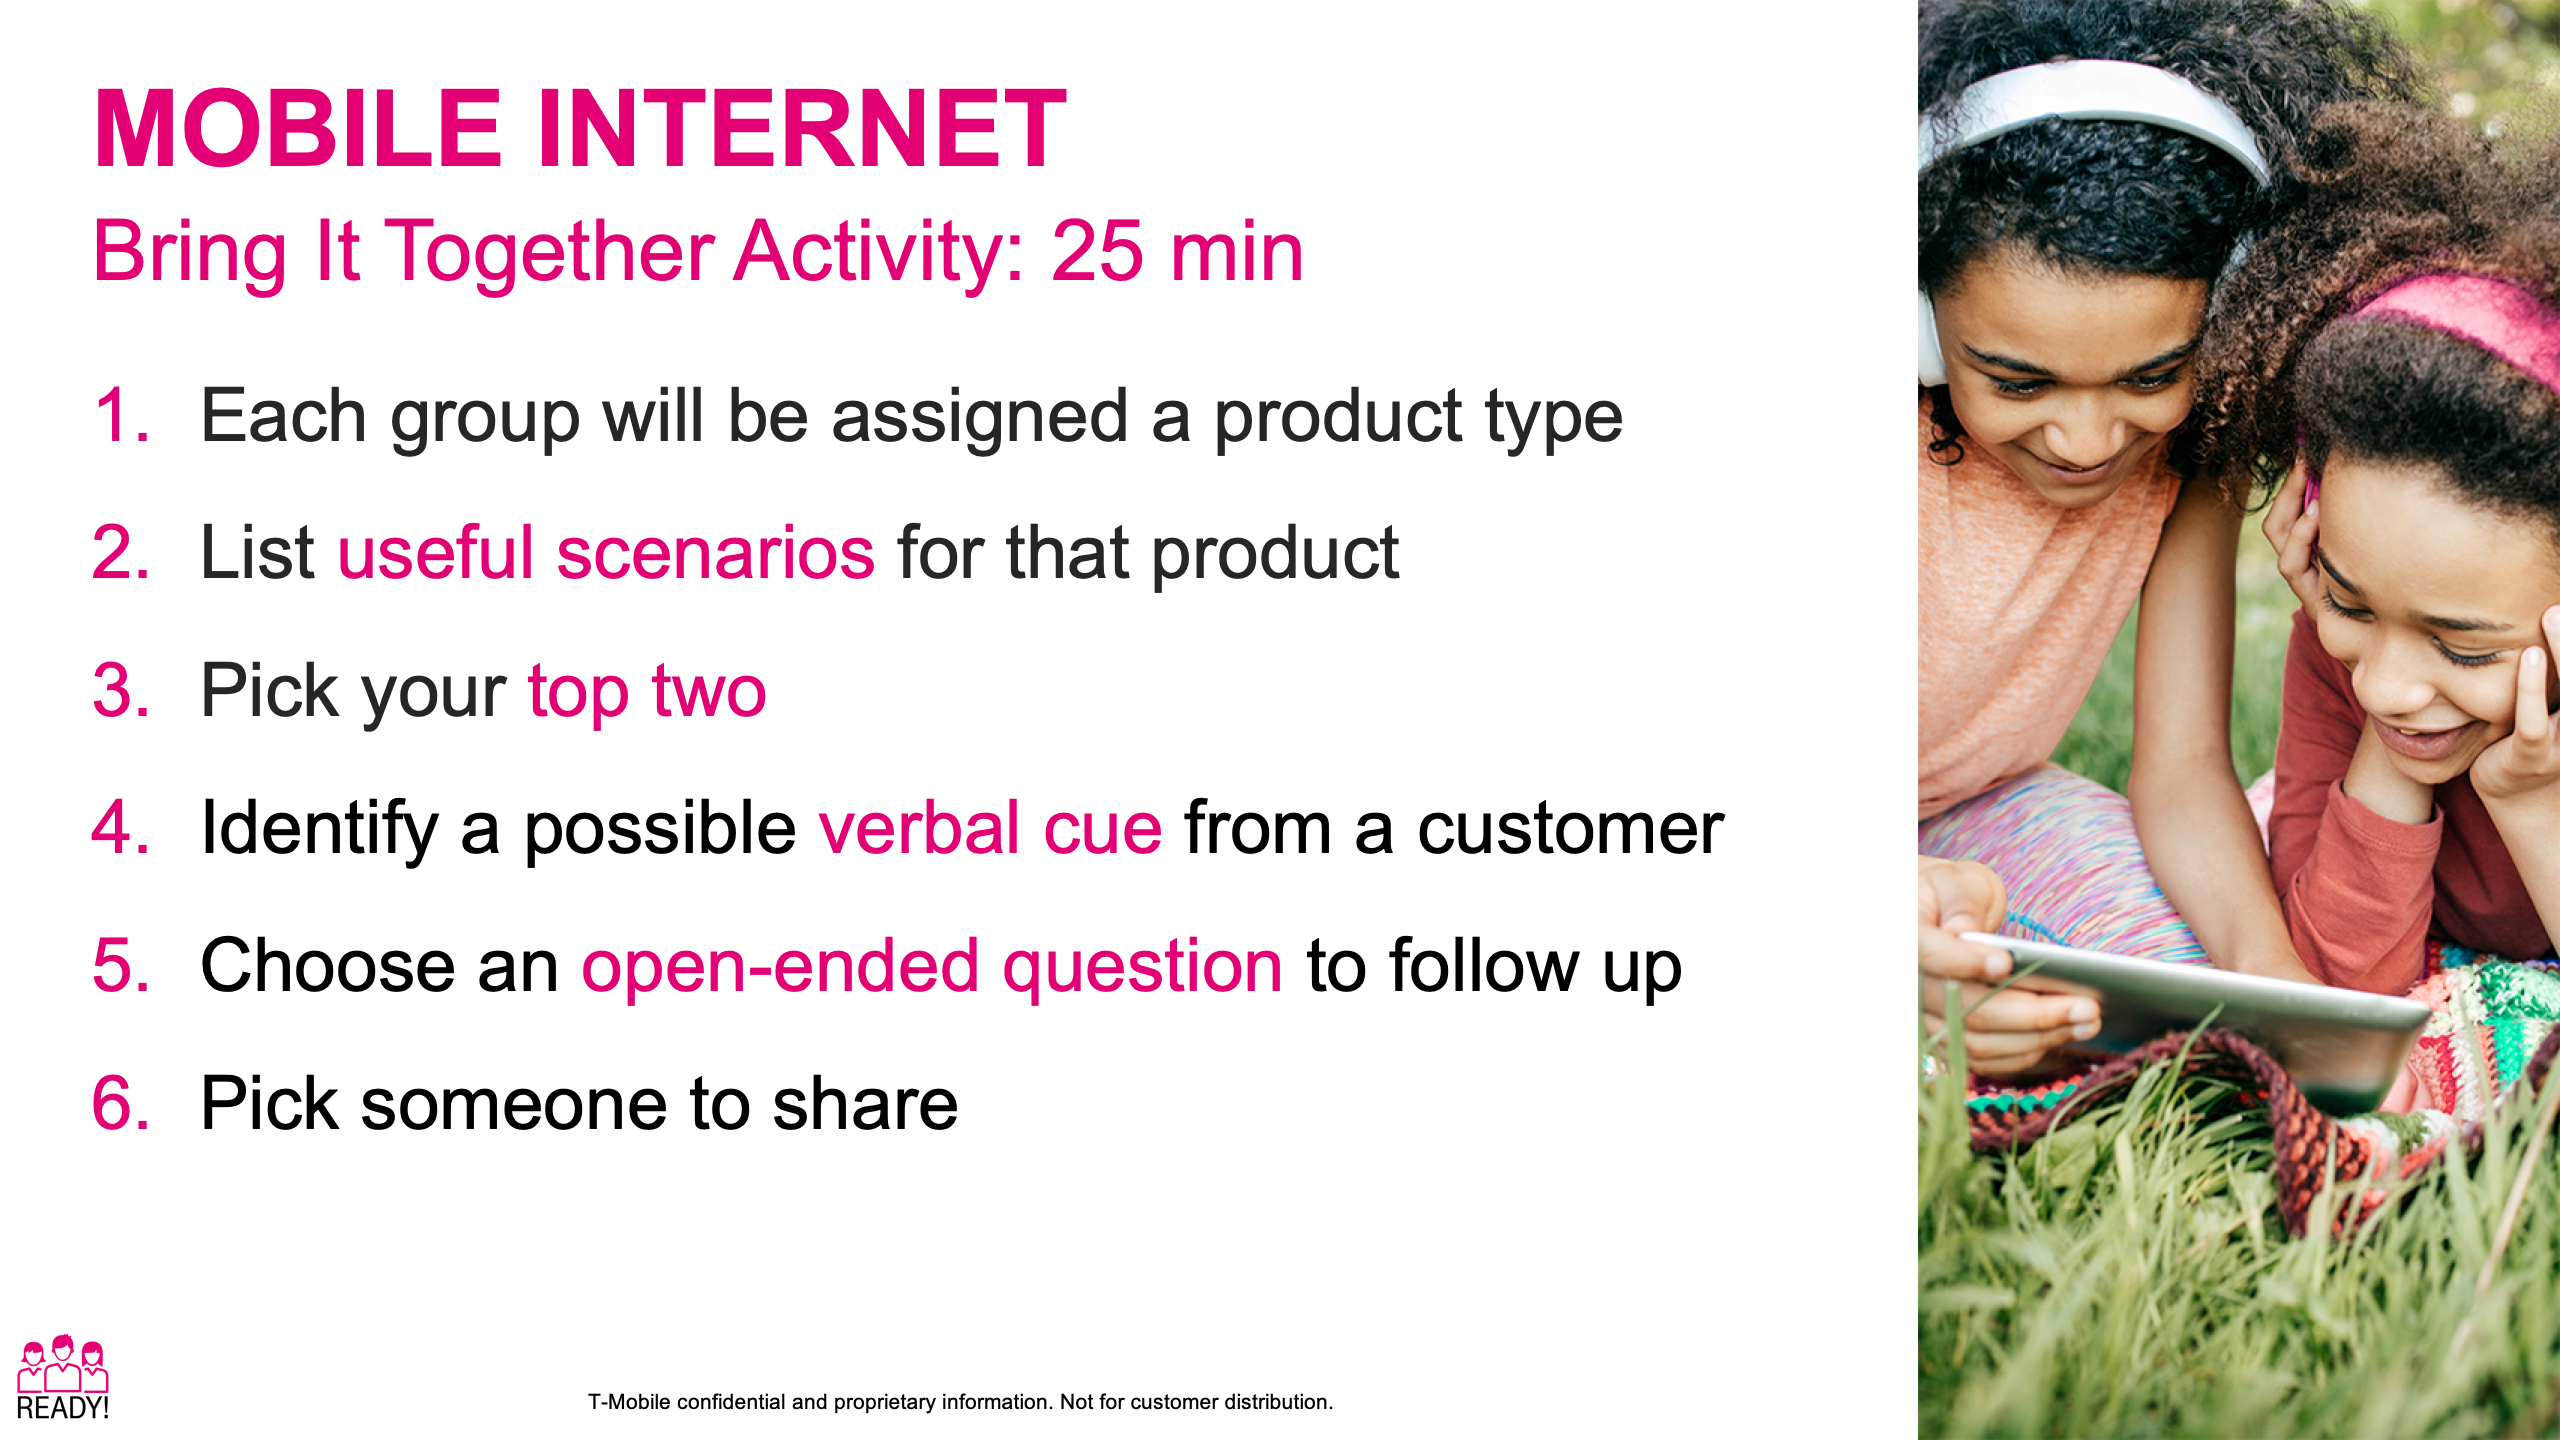 MOBILE INTERNET
Bring It Together Activity: 25 min
1. Each group will be assigned a product type
2. List useful scenarios for that product
3. Pick your top two
4. Identify a possible verbal cue from a customer
5. Choose an open-ended question to follow up
6. Pick someone to share
READY!
T-Mobile confidential and proprietary information. Not for customer distribution.